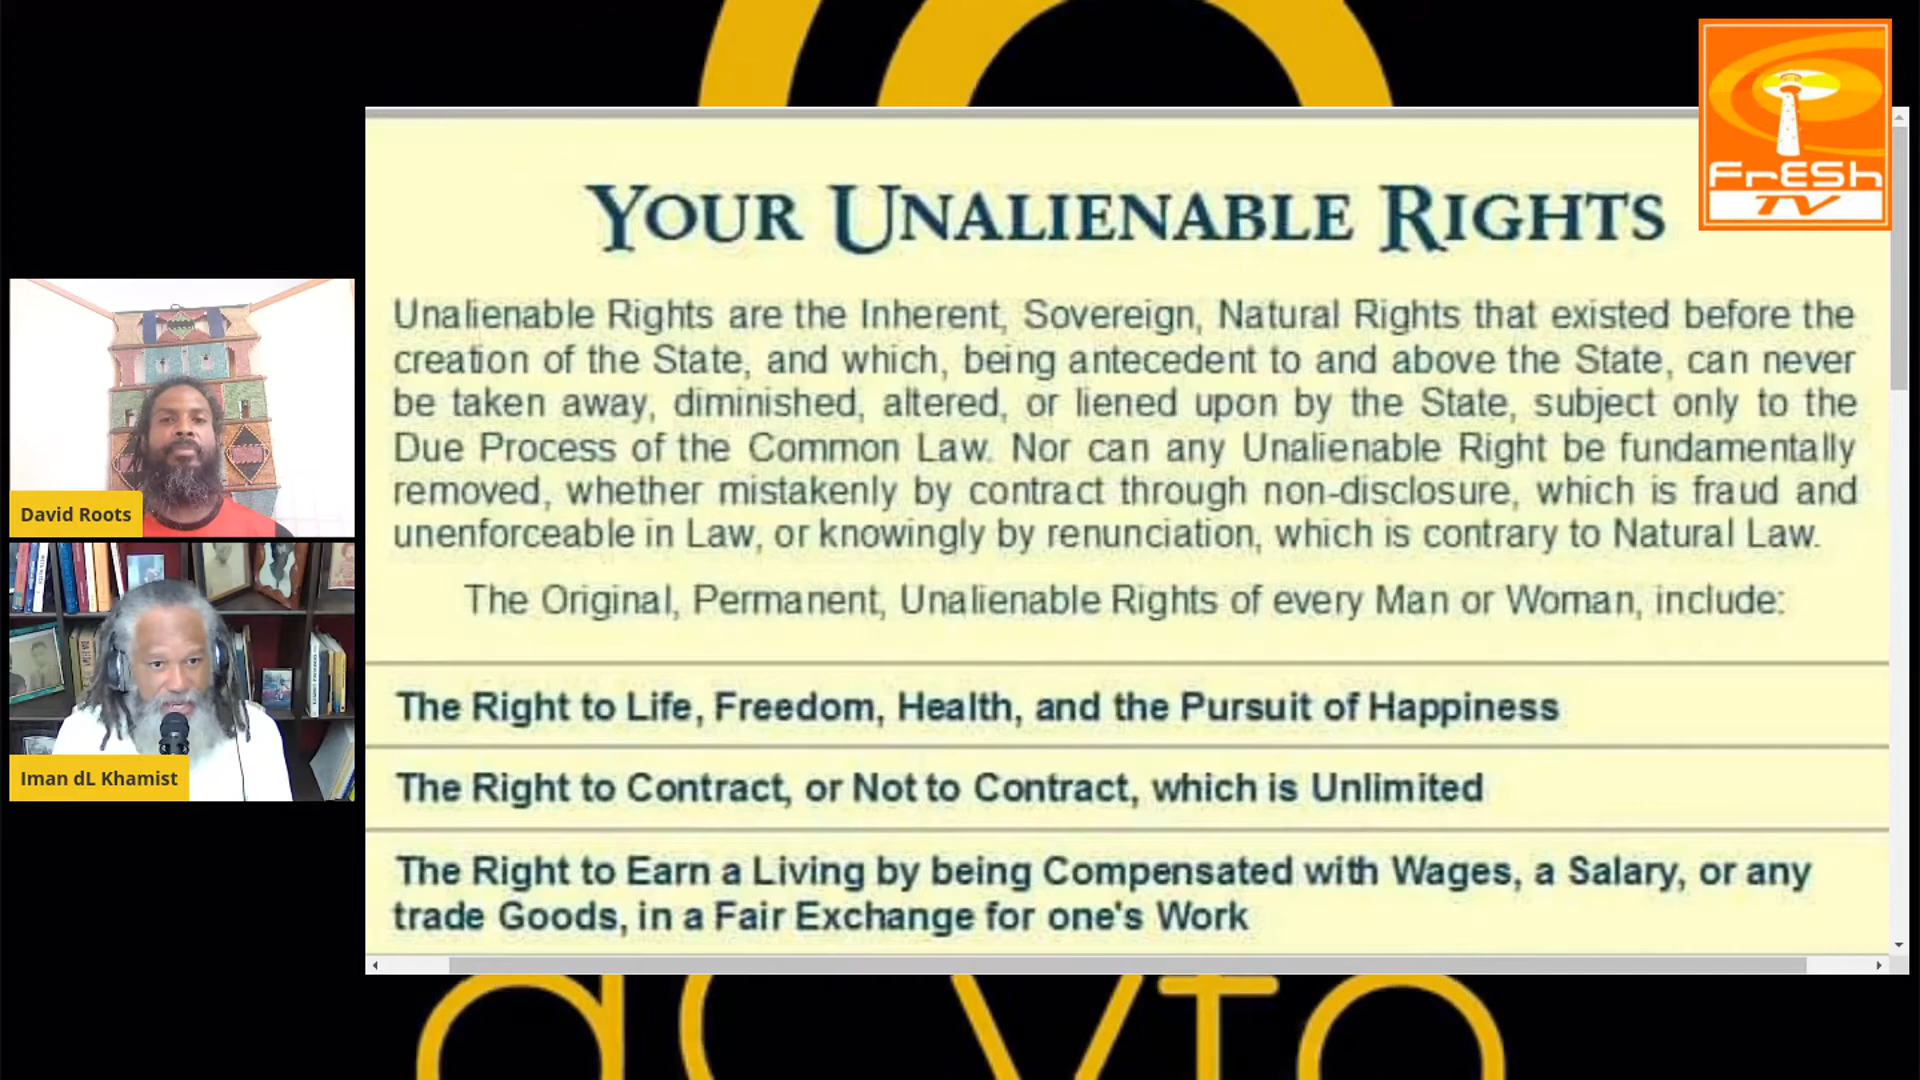 FrESh
TV
YOUR UNALIENABLE RIGHTS
Unalienable Rights are the Inherent, Sovereign, Natural Rights that existed before the
creation of the State, and which, being antecedent to and above the State, can never
be taken away, diminished, altered, or liened upon by the State, subject only to the
Due Process of the Common Law. Nor can any Unalienable Right be fundamentally
removed, whether mistakenly by contract through non-disclosure, which is fraud and
unenforceable in Law, or knowingly by renunciation, which is contrary to Natural Law.
The Original, Permanent, Unalienable Rights of every Man or Woman, include:
The Right to Life, Freedom, Health, and the Pursuit of Happiness
The Right to Contract, or Not to Contract, which is Unlimited
The Right to Earn a Living by being Compensated with Wages, a Salary, or any
trade Goods, in a Fair Exchange for one's Work
David Roots
Iman dL Khamist